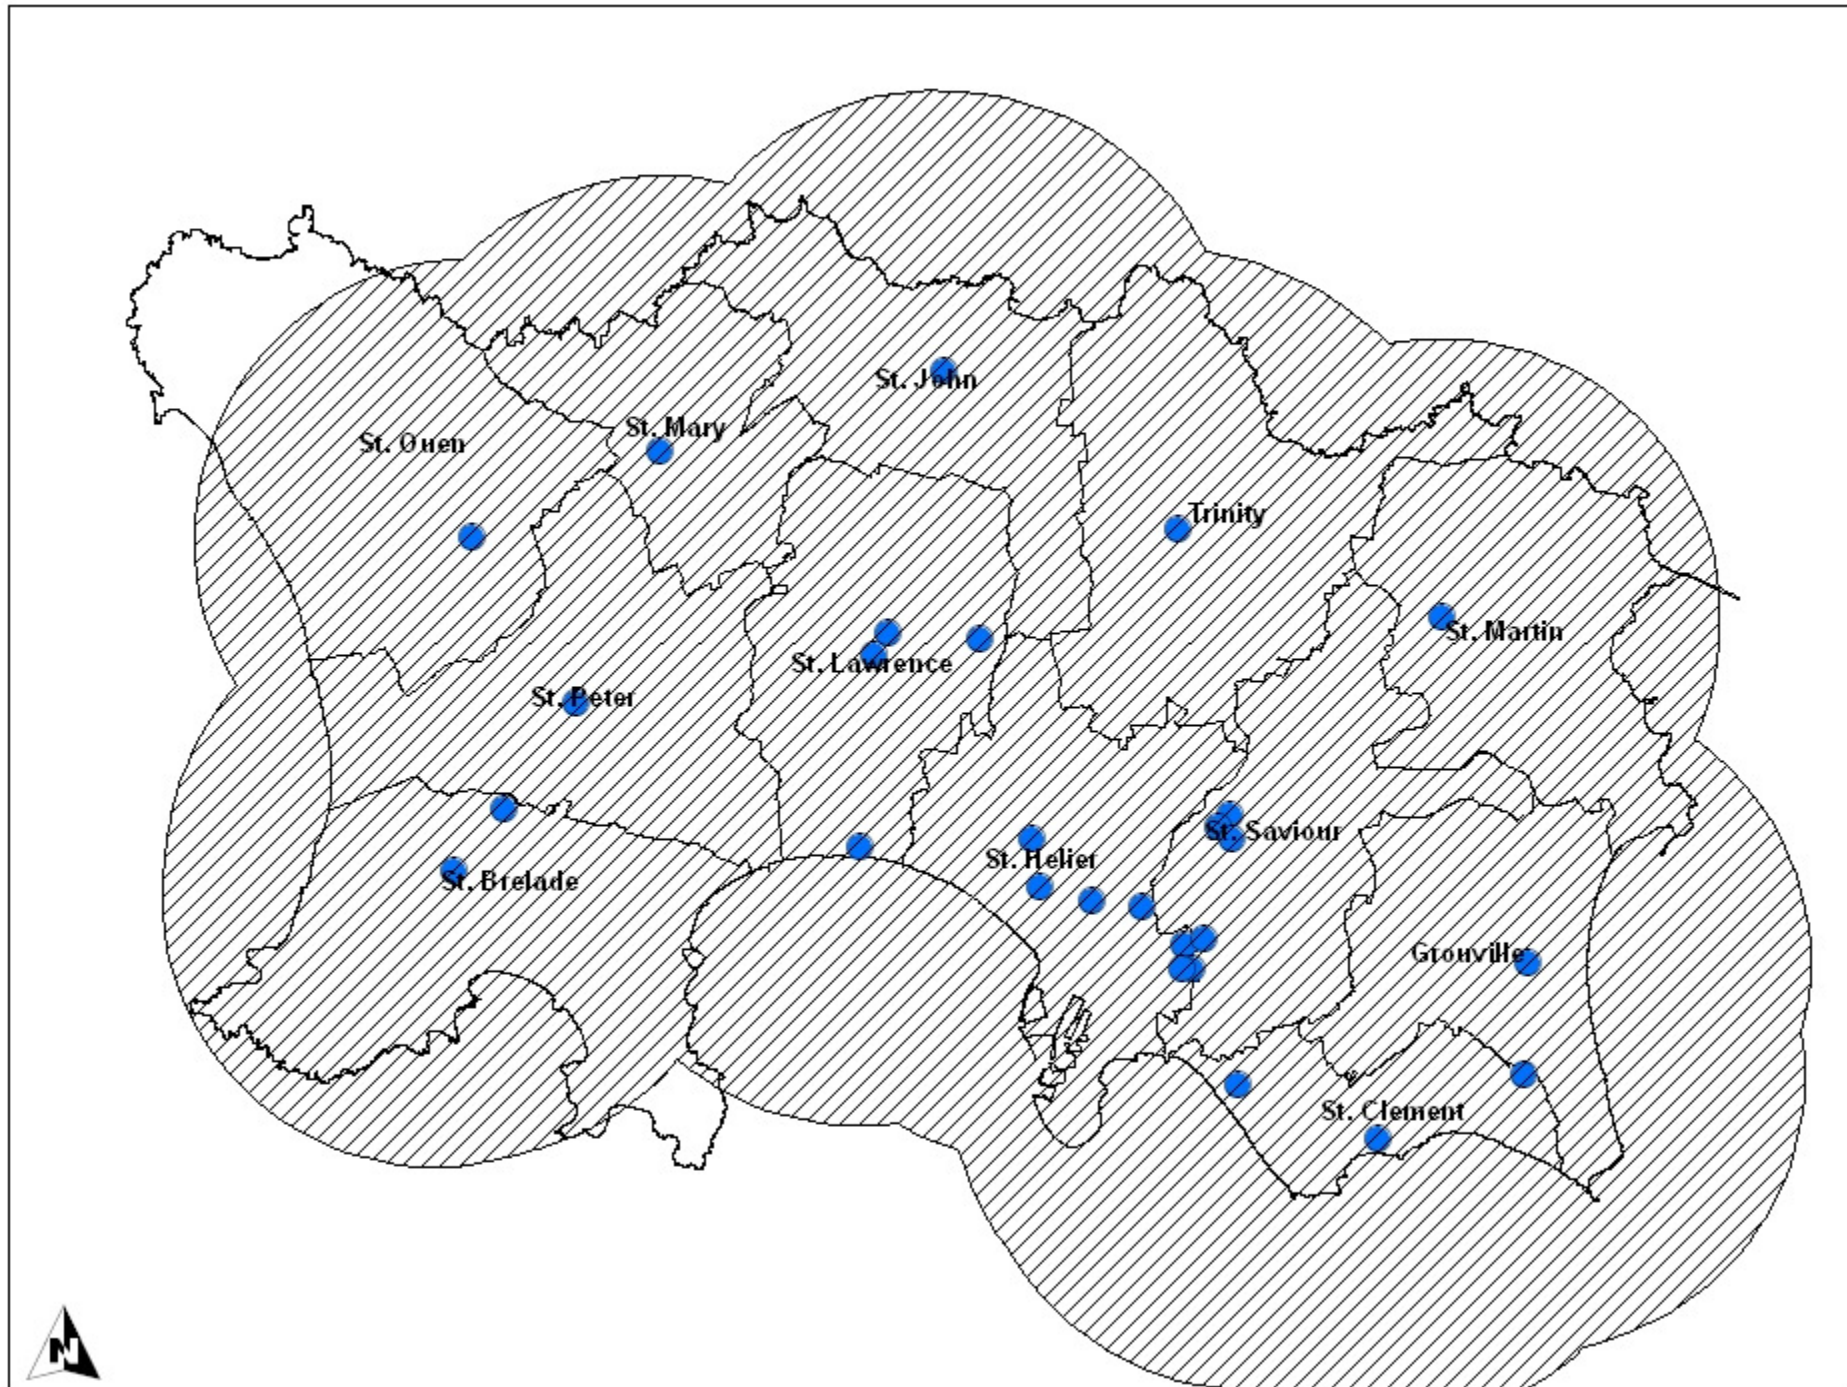 St. John
St. Mary
St. Ouen
Trinity
St. Martin
St. Lawrence
St. Peter
St. Saviour
St. Helier
St. Brelade
Grouville
St. Clement
N